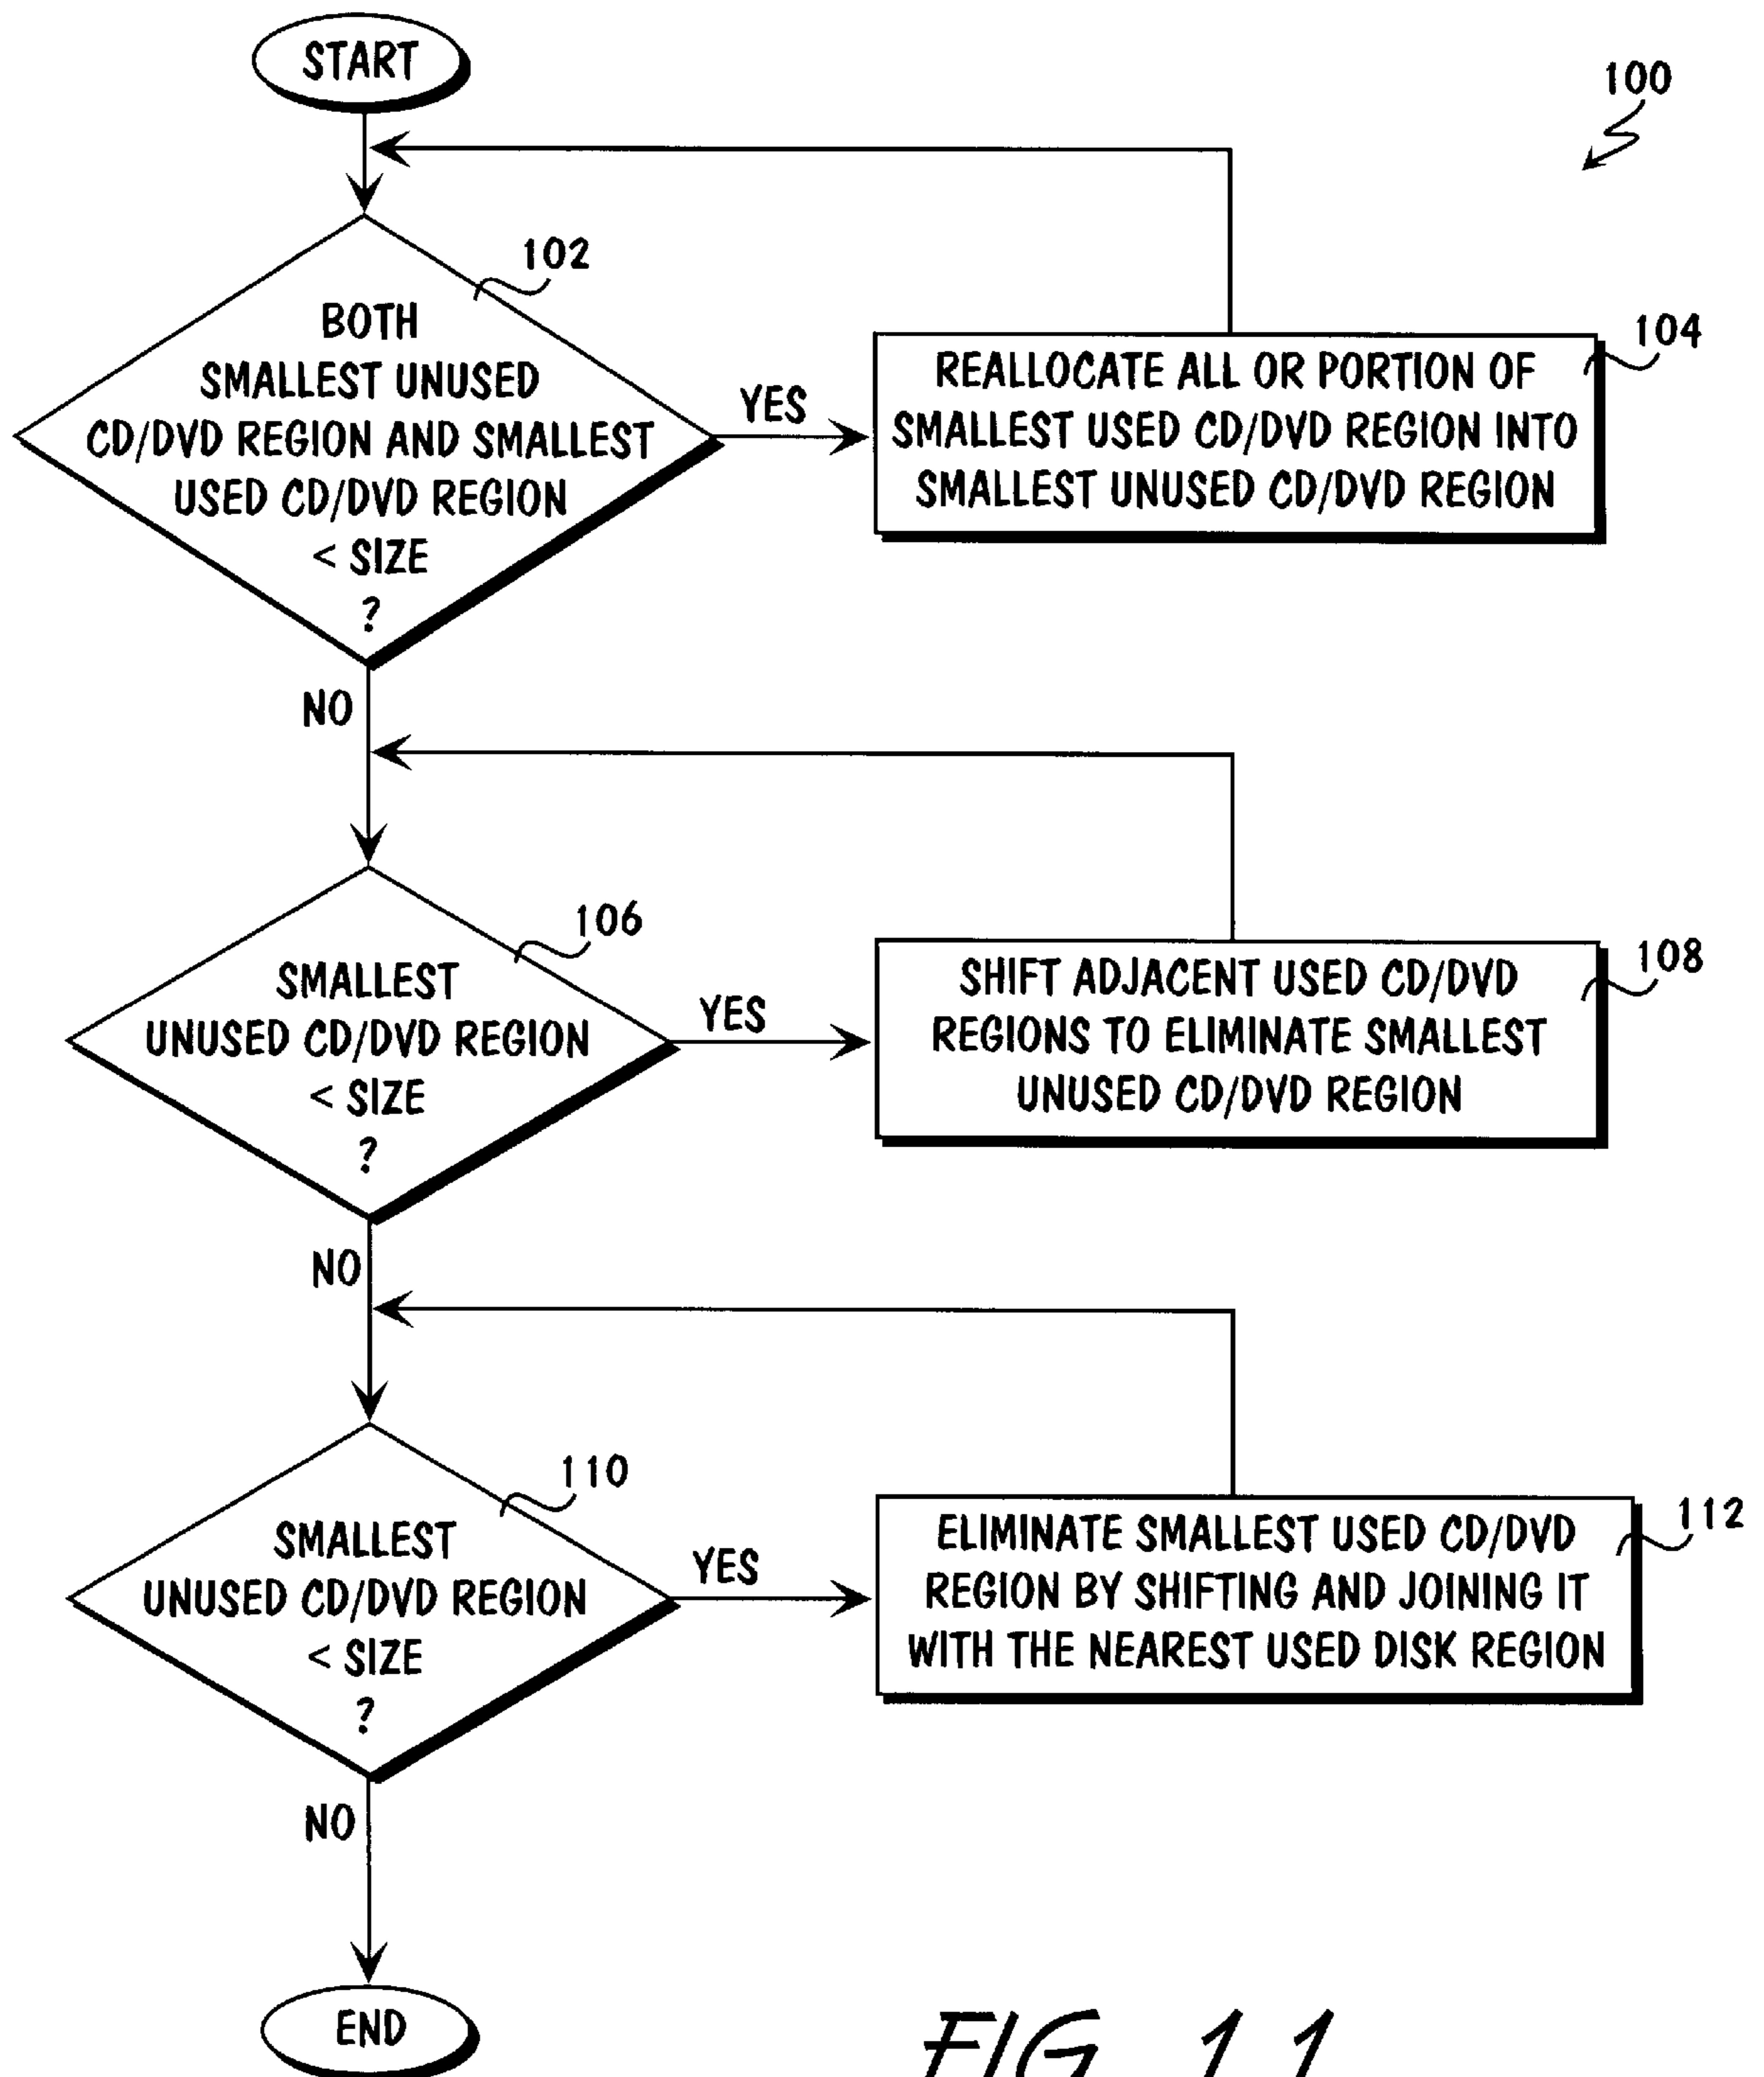 START
100
102
BOTH
SMALLEST UNUSED
CD/DVD REGION AND SMALLEST
USED CD/DVD REGION
< SIZE
?
YES
104
REALLOCATE ALL OR PORTION OF
SMALLEST USED CD/DVD REGION INTO
SMALLEST UNUSED CD/DVD REGION
NO
106
SMALLEST
UNUSED CD/DVD REGION
< SIZE
?
YES
108
SHIFT ADJACENT USED CD/DVD
REGIONS TO ELIMINATE SMALLEST
UNUSED CD/DVD REGION
NO
110
SMALLEST
UNUSED CD/DVD REGION
< SIZE
?
YES
112
ELIMINATE SMALLEST USED CD/DVD
REGION BY SHIFTING AND JOINING IT
WITH THE NEAREST USED DISK REGION
NO
END
FIG 11